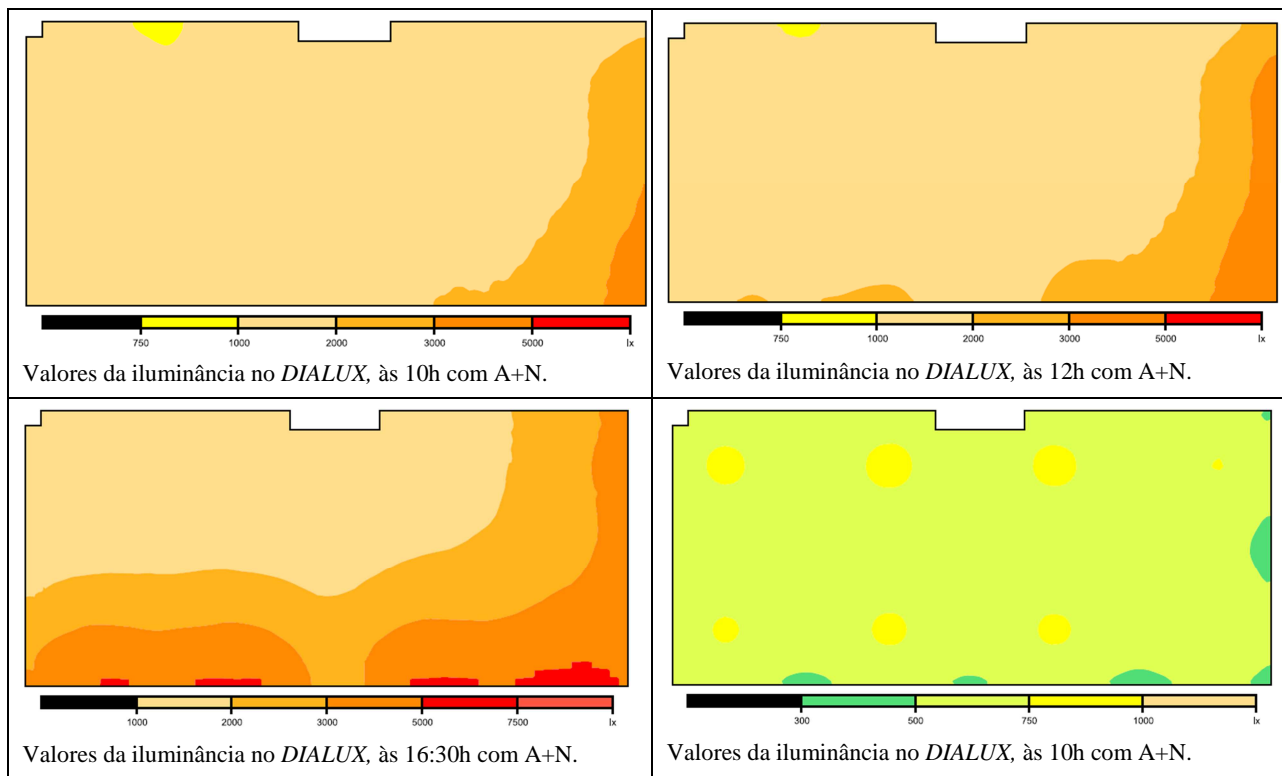 750 1000 2000 3000 5000 lx
Valores da iluminância no DIALUX, às 10h com A+N.
750 1000 2000 3000 5000 lx
Valores da iluminância no DIALUX, às 12h com A+N.
1000 2000 3000 5000 7500 lx
Valores da iluminância no DIALUX, às 16:30h com A+N.
300 500 750 1000 lx
Valores da iluminância no DIALUX, às 10h com A+N.